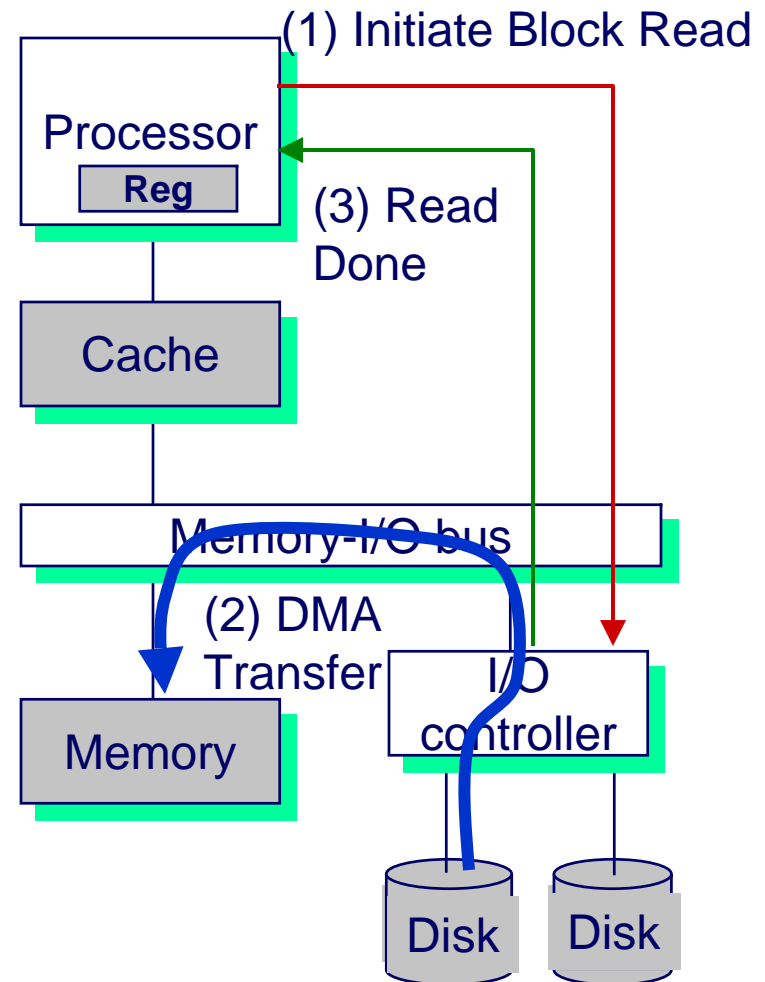 (1) Initiate Block Read
Processor
Reg
(3) Read
Done
Cache
Memory-I/O bus
(2) DMA
Transfer
I/O
controller
Memory
Disk
Disk